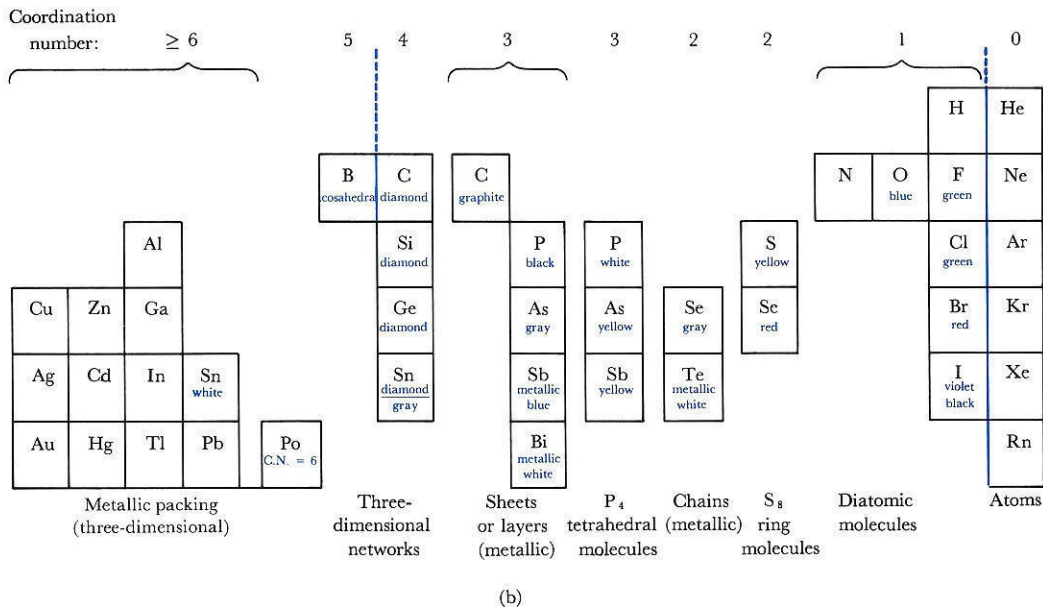 Coordination
number: ≥ 6 5 4 3 3 2 2 1 0
H He
B C C N O F Ne
.cosahedra diamond graphite blue green
Al Si P P S Cl Ar
diamond black white yellow green
Cu Zn Ga Ge As As Se Se Br Kr
diamond gray yellow gray red red
Ag Cd In Sn Sn Sb Sb Te I Xe
white diamond metallic yellow metallic violet
gray blue white black
Au Hg Tl Pb Po Bi Rn
C.N. = 6 metallic
white
Metallic packing
(three-dimensional)
Three-
dimensional
networks
Sheets
or layers
(metallic)
P₄
tetrahedral
molecules
Chains
(metallic)
S₈
ring
molecules
Diatomic
molecules
Atoms
(b)